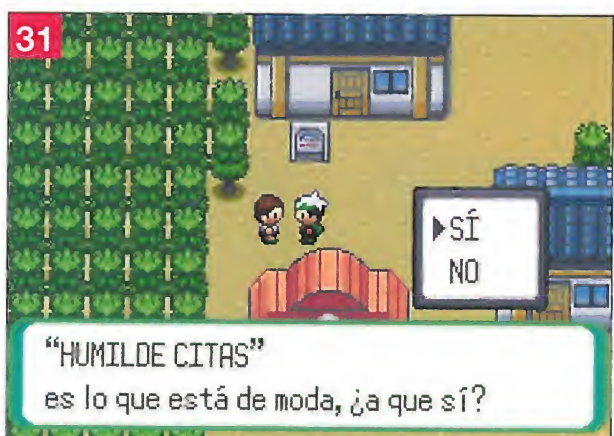 31
▶SÍ
NO
“HUMILDE CITAS”
es lo que está de moda, ¿a que sí?